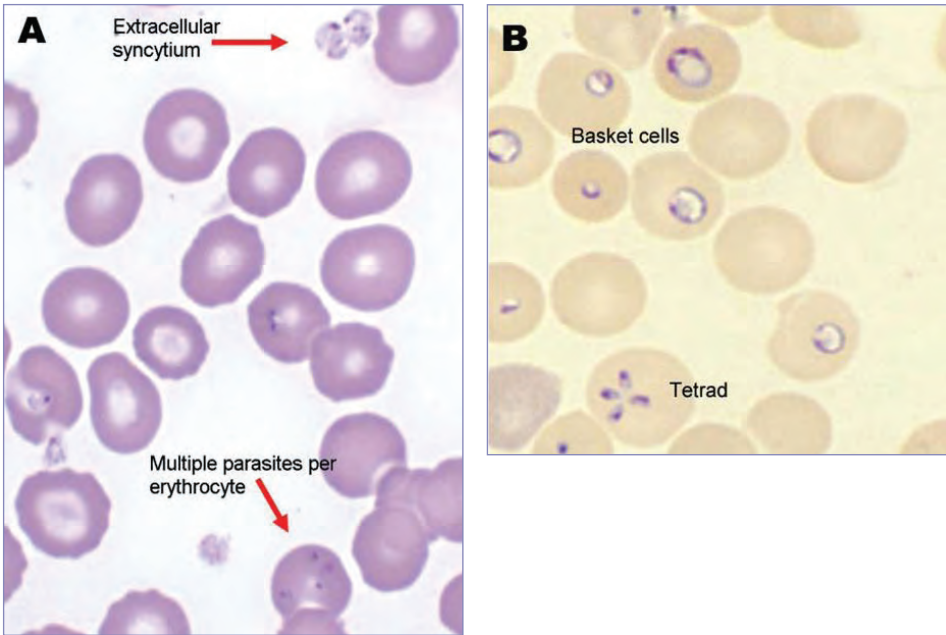 A
Extracellular
syncytium
Multiple parasites per
erythrocyte
B
Basket cells
Tetrad